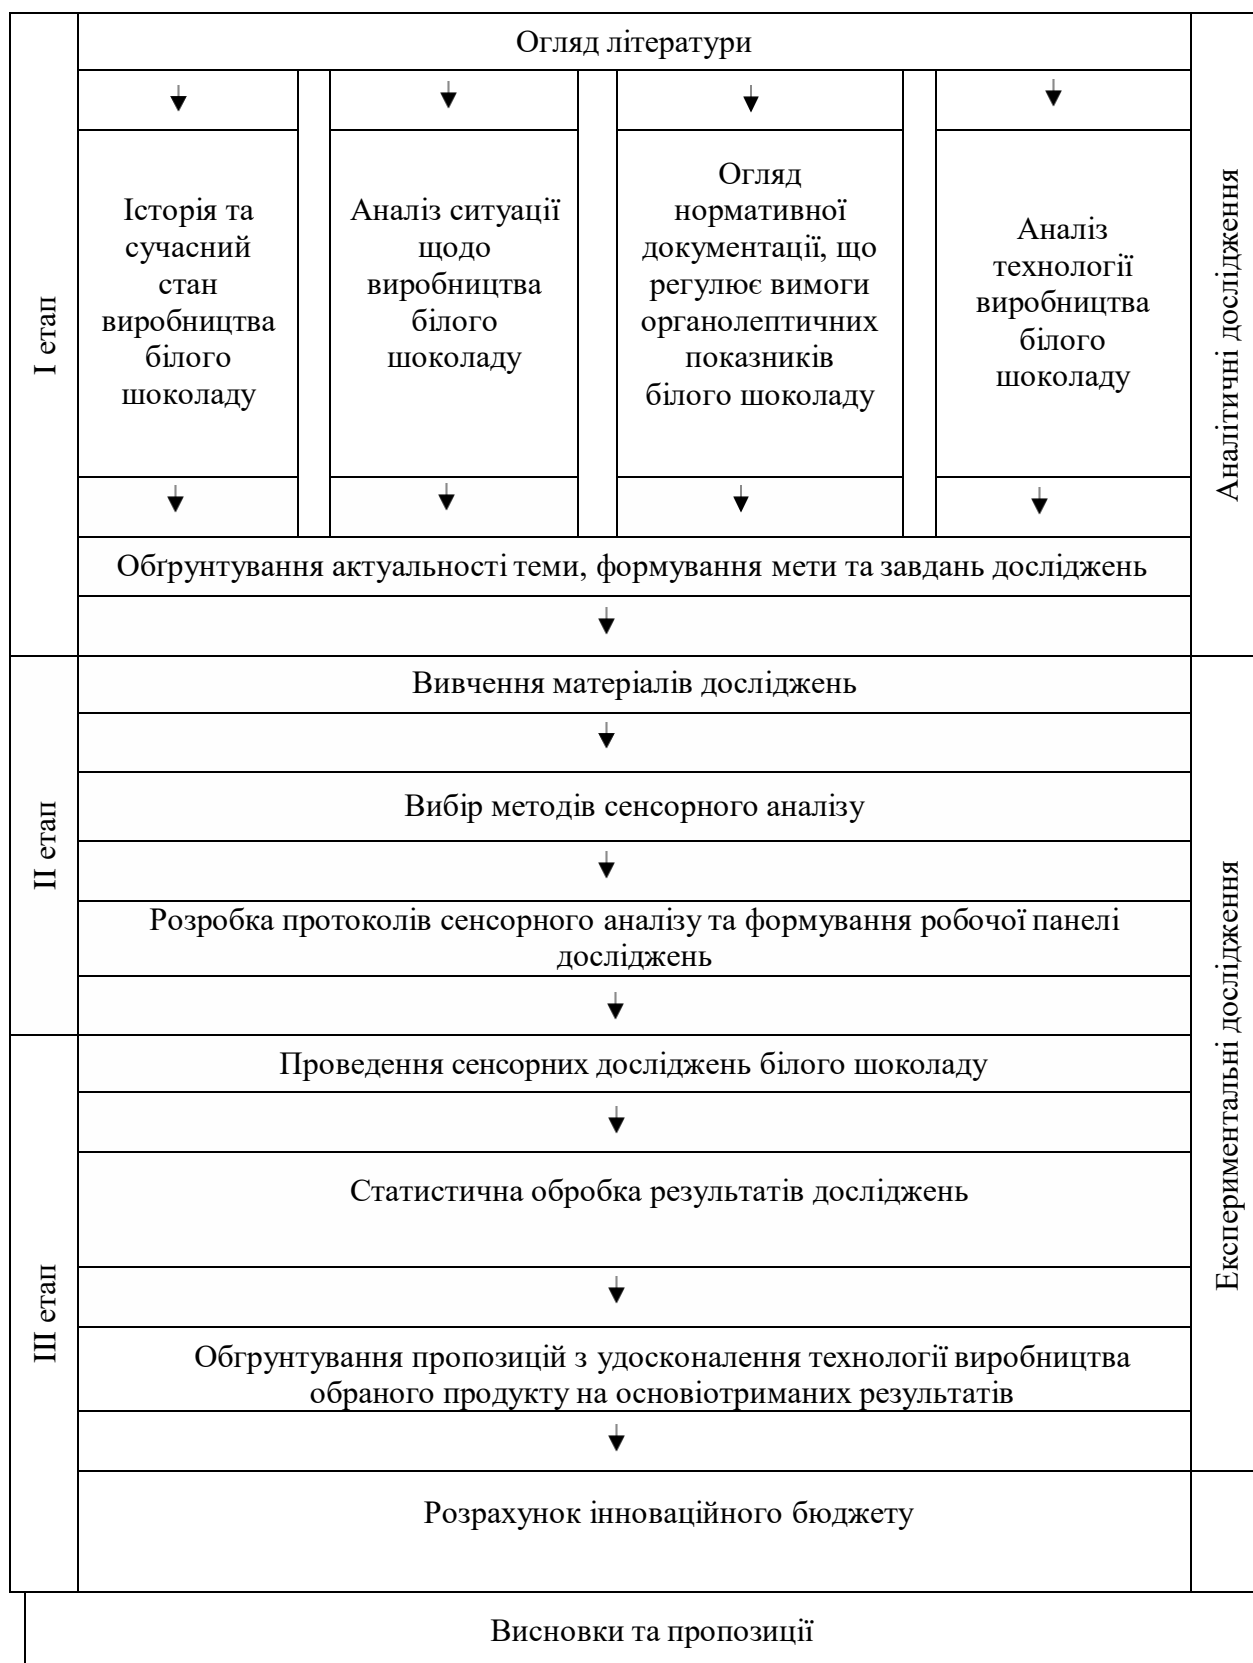 Огляд літератури
І етап
Історія та
сучасний
стан
виробництва
білого
шоколаду
Аналіз ситуації
щодо
виробництва
білого
шоколаду
Огляд
нормативної
документації, що
регулює вимоги
органолептичних
показників
білого шоколаду
Аналіз
технології
виробництва
білого
шоколаду
Аналітичні дослідження
Обґрунтування актуальності теми, формування мети та завдань досліджень
ІІ етап
Вивчення матеріалів досліджень
Вибір методів сенсорного аналізу
Розробка протоколів сенсорного аналізу та формування робочої панелі
досліджень
Експериментальні дослідження
ІІІ етап
Проведення сенсорних досліджень білого шоколаду
Статистична обробка результатів досліджень
Обгрунтування пропозицій з удосконалення технології виробництва
обраного продукту на основіотриманих результатів
Розрахунок інноваційного бюджету
Висновки та пропозиції